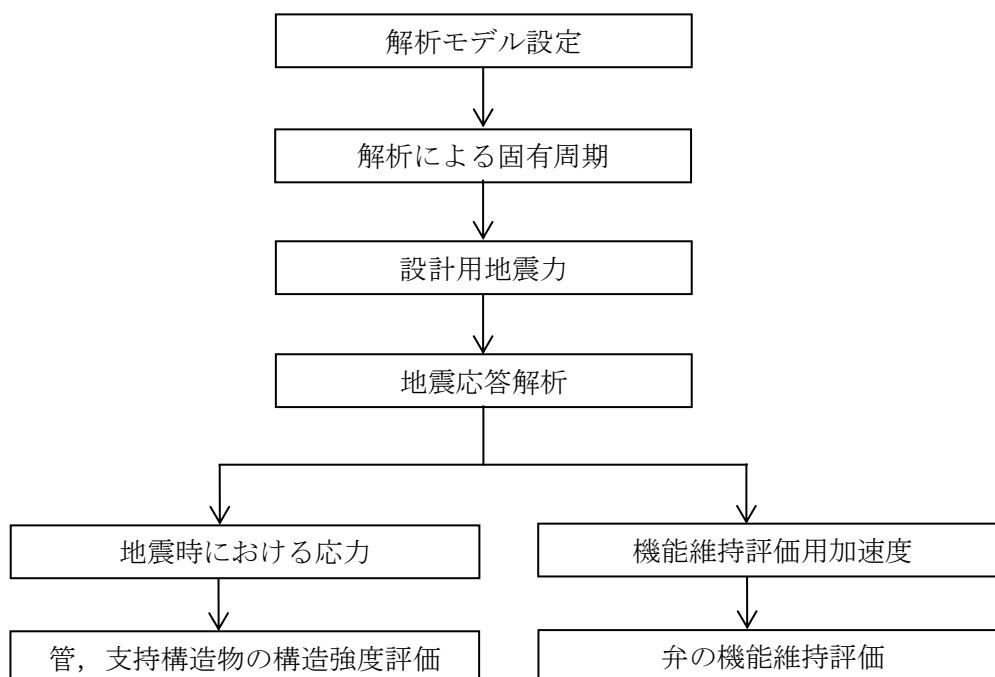 解析モデル設定
解析による固有周期
設計用地震力
地震応答解析
地震時における応力
機能維持評価用加速度
管，支持構造物の構造強度評価
弁の機能維持評価